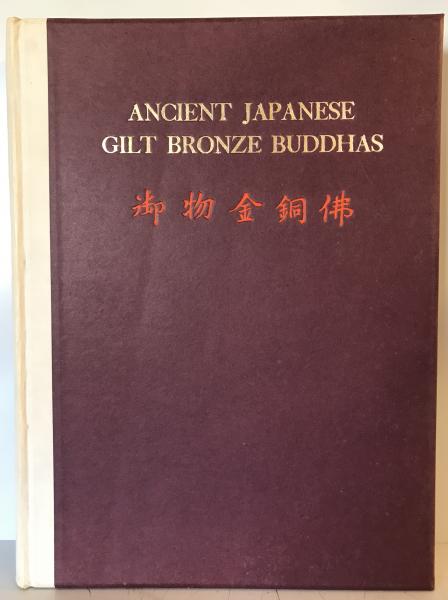 ANCIENT JAPANESE
GILT BRONZE BUDDHAS
御物金銅佛